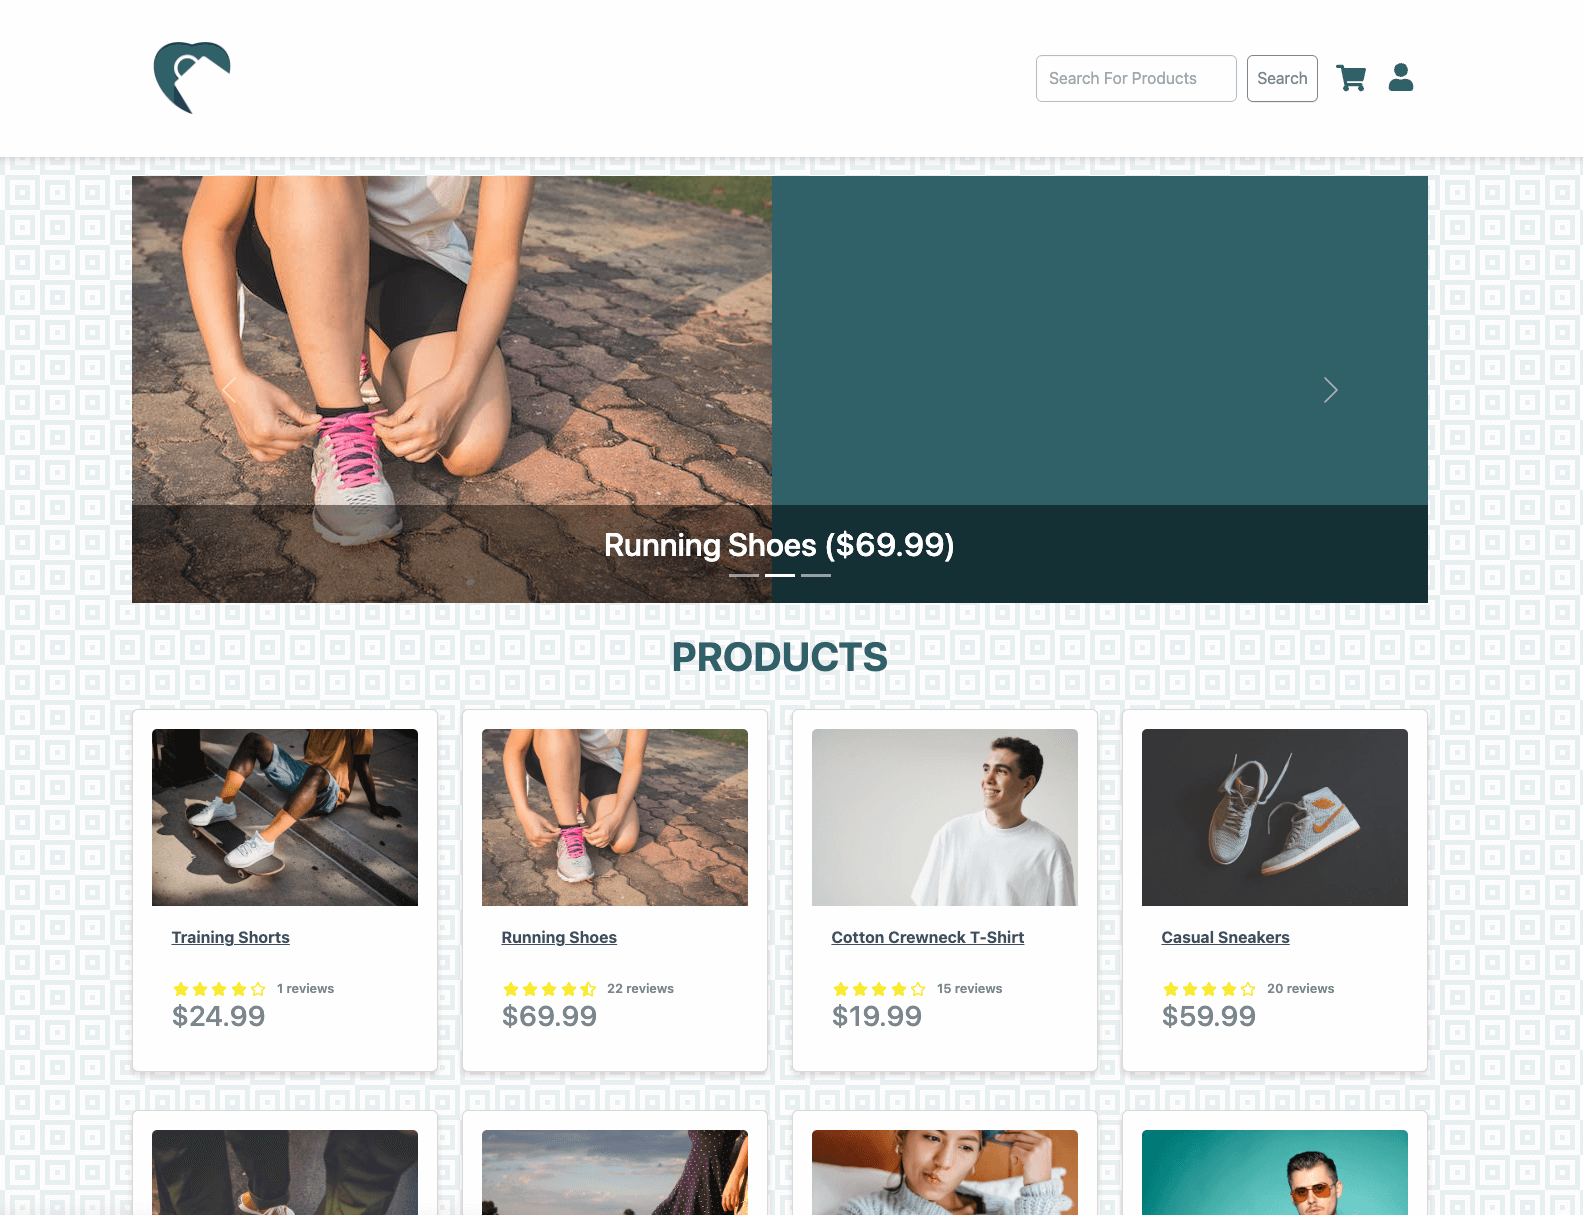 Search For Products
Search
Running Shoes ($69.99)
PRODUCTS
Training Shorts
1 reviews
$24.99
Running Shoes
22 reviews
$69.99
Cotton Crewneck T-Shirt
15 reviews
$19.99
Casual Sneakers
20 reviews
$59.99